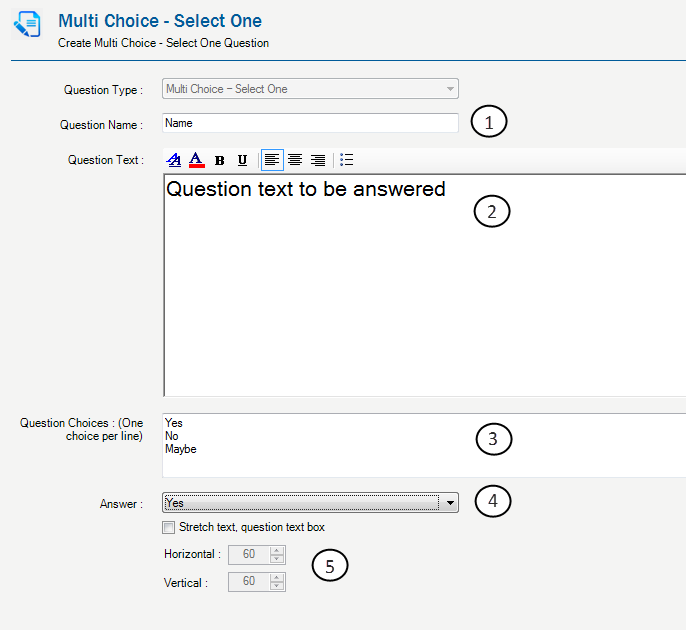 Multi Choice - Select One
Create Multi Choice - Select One Question
Question Type : Multi Choice – Select One
Question Name : Name 1
Question Text : A A B U
Question text to be answered 2
Question Choices : (One choice per line)
Yes
No
Maybe
3
Answer : Yes 4
Stretch text, question text box
Horizontal : 60
5
Vertical : 60